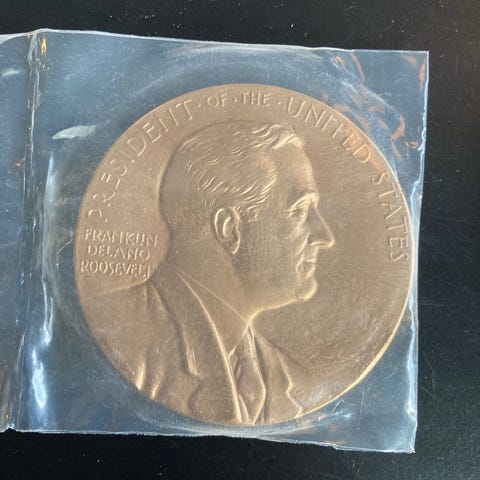 PRESIDENT · OF · THE · UNITED STATES
FRANKLIN
DELANO
ROOSEVELT